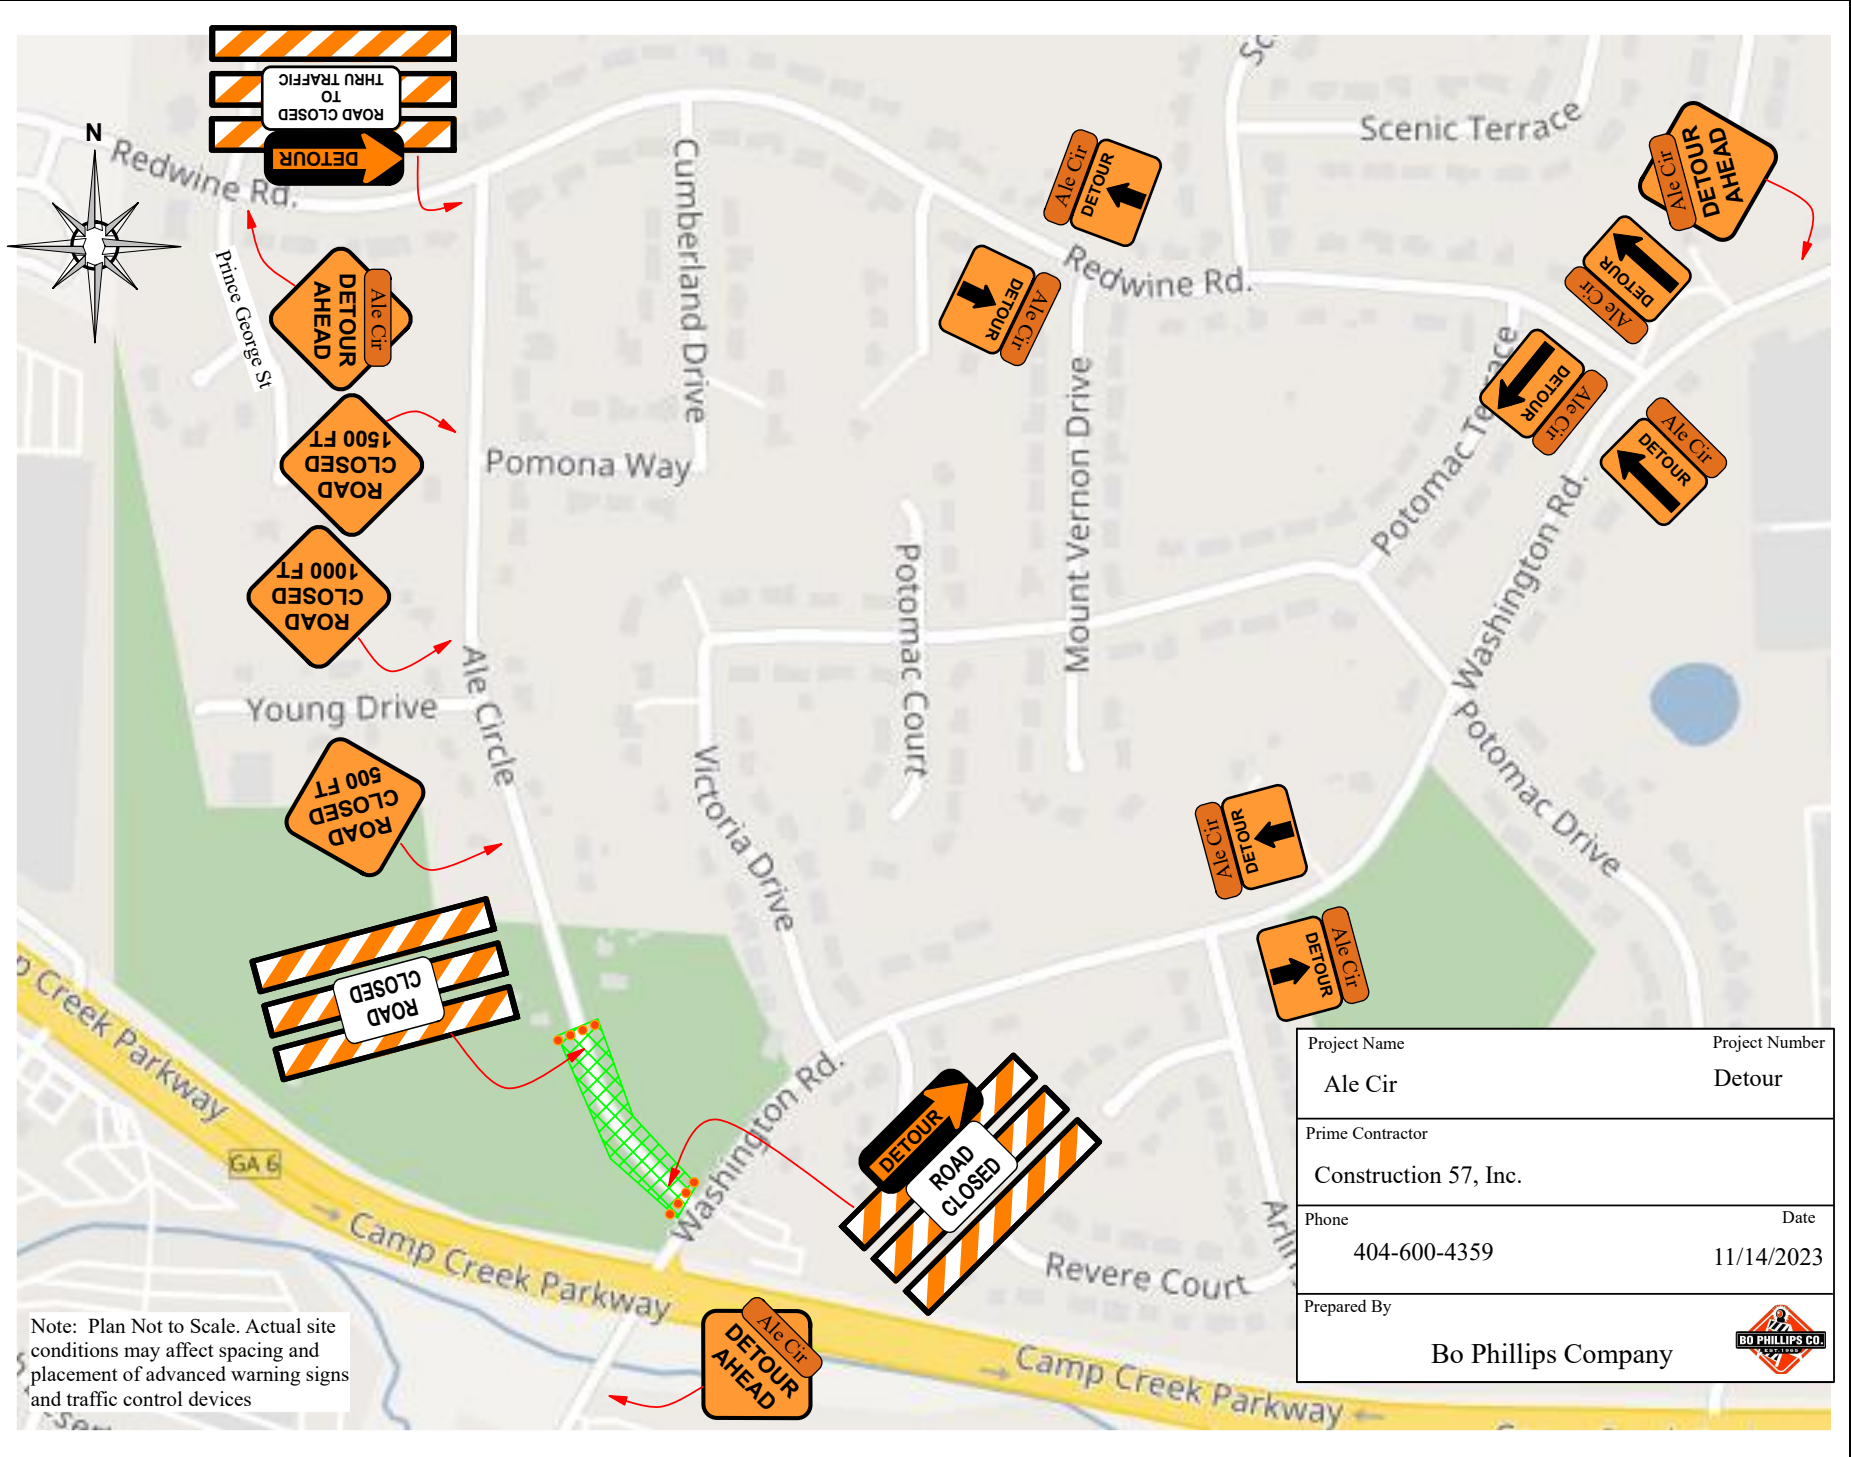 ROAD CLOSED
TO
THRU TRAFFIC
DETOUR
N
Redwine Rd.
Prince George St
DETOUR
AHEAD
Ale Cir
ROAD
CLOSED
1500 FT
ROAD
CLOSED
1000 FT
Young Drive
Ale Circle
ROAD
CLOSED
500 FT
ROAD
CLOSED
Cumberland Drive
Pomona Way
Ale Cir
DETOUR
DETOUR
Ale Cir
Redwine Rd.
Scenic Terrace
Ale Cir
DETOUR
AHEAD
DETOUR
Ale Cir
DETOUR
Ale Cir
Ale Cir
DETOUR
Potomac Terrace
Washington Rd.
Mount Vernon Drive
Potomac Court
Victoria Drive
Potomac Drive
Ale Cir
DETOUR
DETOUR
Ale Cir
p Creek Parkway
GA 6
Camp Creek Parkway
Washington Rd.
DETOUR
ROAD
CLOSED
Revere Court
Ale Cir
DETOUR
AHEAD
Camp Creek Parkway
Note: Plan Not to Scale. Actual site
conditions may affect spacing and
placement of advanced warning signs
and traffic control devices
Project Name
Project Number
Ale Cir
Detour
Prime Contractor
Construction 57, Inc.
Phone
Date
404-600-4359
11/14/2023
Prepared By
Bo Phillips Company
BO PHILLIPS CO.
EST. 1985